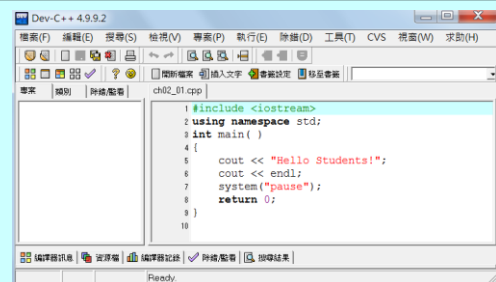 Dev-C++ 4.9.9.2
檔案(F) 編輯(E) 搜尋(S) 檢視(V) 專案(P) 執行(E) 除錯(D) 工具(T) CVS 視窗(W) 求助(H)
開新檔案 插入文字 書籤設定 移至書籤
專案 類別 除錯/監看 ch02_01.cpp
1 #include <iostream>
2 using namespace std;
3 int main( )
4 {
5 cout << "Hello Students!";
6 cout << endl;
7 system("pause");
8 return 0;
9 }
10
編譯器訊息 資源檔 編譯器記錄 除錯/監看 搜尋結果
Ready.